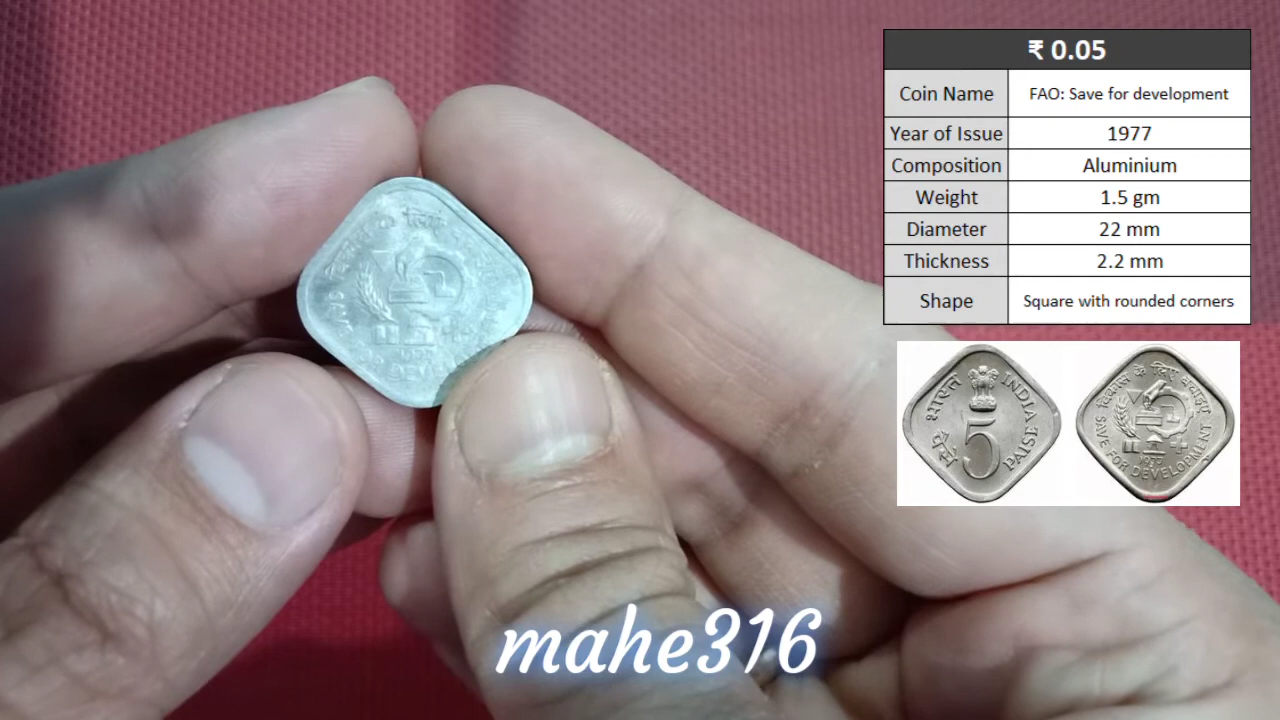 ₹ 0.05
Coin Name FAO: Save for development
Year of Issue 1977
Composition Aluminium
Weight 1.5 gm
Diameter 22 mm
Thickness 2.2 mm
Shape Square with rounded corners
भारत
INDIA
5
पैसे
PAISE
विकास के लिए बचाइए
SAVE FOR DEVELOPMENT
mahe316